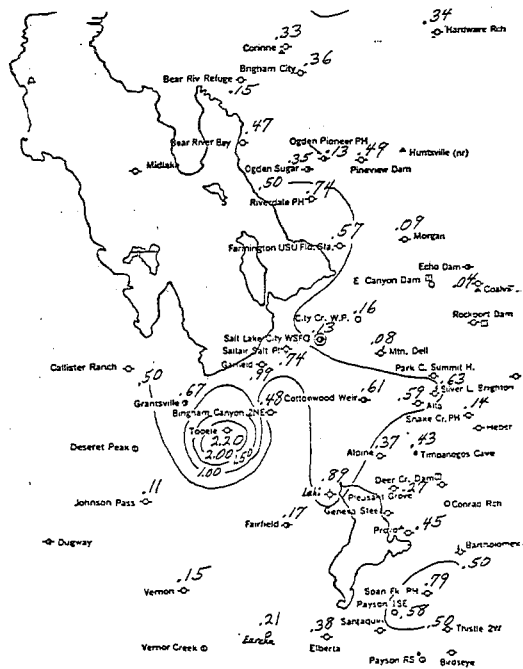 .34
Hardware Rch
.33
Corinne
.36
Brigham City
Bear Riv Refuge
.15
.47
Bear River Bay
Ogden Pioneer PH
.13
.49
Huntsville (nr)
Midlake
.35
Ogden Sugar
Pineview Dam
.50
.74
Riverdale PH
.57
Farmington USU Fld. Sta.
.09
Morgan
Echo Dam
E Canyon Dam
.04
Rockport Dam
.16
City Cr. W.P.
Salt Lake City WSFO
.63
Saltair Salt P.
.74
.08
Mtn. Dell
Garfield
.99
Callister Ranch
.50
Park C. Summit H.
.63
Silver L. Brighton
.67
Grantsville
.48
Cottonwood Weir
.61
.59
Alta
Bingham Canyon 2NE
.14
Snake Cr. PH
Heber
Tooele
2.20
2.00
1.50
1.00
Deseret Peak
.37
Alpine
.43
Timpanogos Cave
.89
Lehi
Deer Cr. Dam
.27
Pleasant Grove
.11
Johnson Pass
Geneva Steel
Conrad Rch
.17
Fairfield
.45
Provo
Dugway
.50
.15
Vernon
Span Fk. PH
.79
Payson 1SE
.58
.21
Eureka
.38
Elberta
Santaquin
.50
Thistle 2W
Vernon Creek
Payson RS
Birdseye